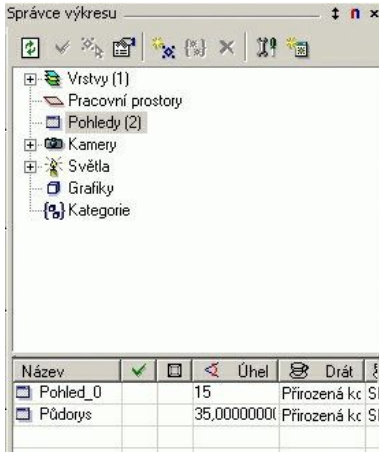 Správce výkresu
Vrstvy (1)
Pracovní prostory
Pohledy (2)
Kamery
Světla
Grafiky
Kategorie
Název Úhel Drát
Pohled_0 15 Přirozená kc
Půdorys 35,00000000 Přirozená kc